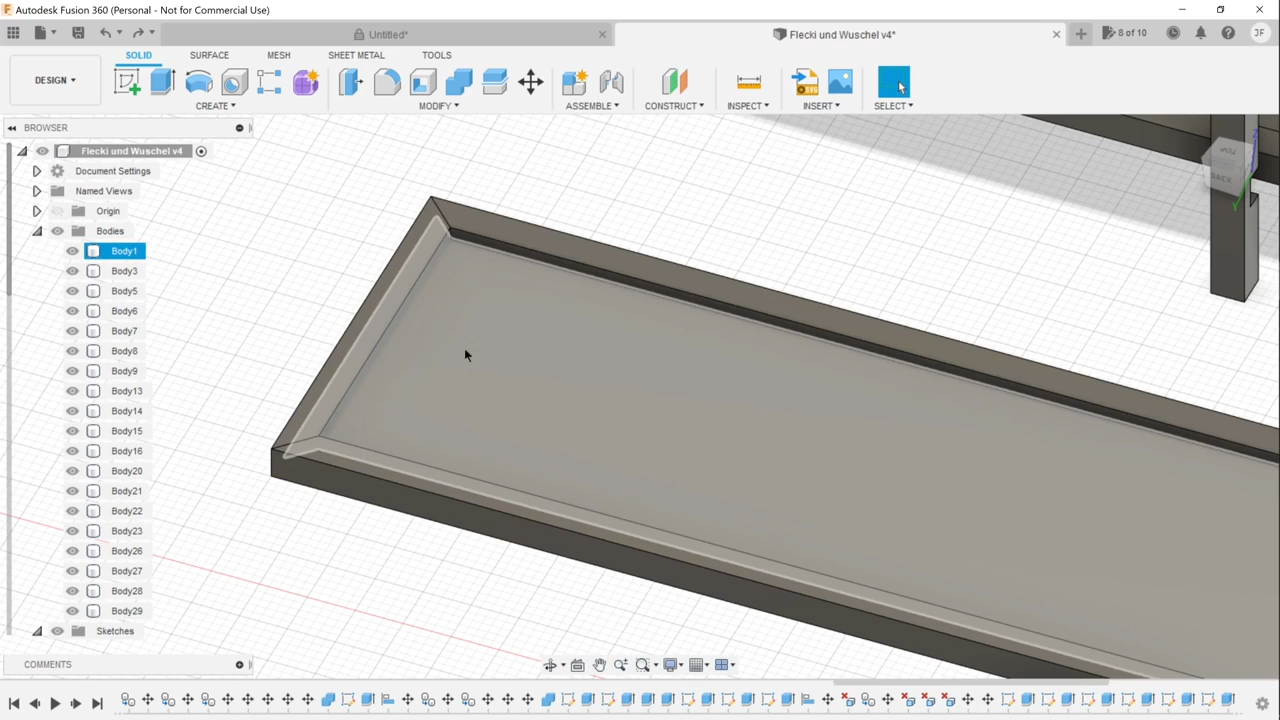 Autodesk Fusion 360 (Personal - Not for Commercial Use)
Untitled*
Flecki und Wuschel v4*
8 of 10
JF
SOLID SURFACE MESH SHEET METAL TOOLS
DESIGN
CREATE MODIFY ASSEMBLE CONSTRUCT INSPECT INSERT SELECT
BROWSER
Flecki und Wuschel v4
Document Settings
Named Views
Origin
Bodies
Body1
Body3
Body5
Body6
Body7
Body8
Body9
Body13
Body14
Body15
Body16
Body20
Body21
Body22
Body23
Body26
Body27
Body28
Body29
Sketches
COMMENTS
TOP
BACK
Z
Y